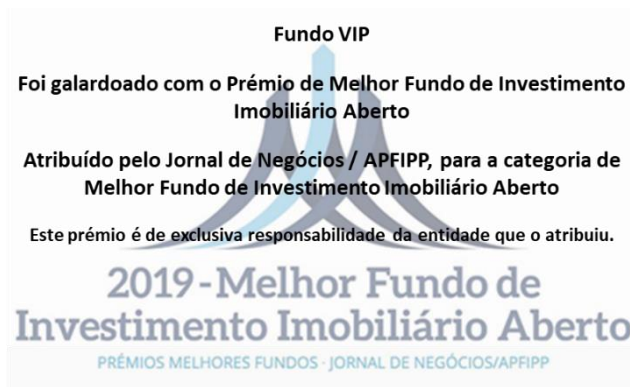 Fundo VIP
Foi galardoado com o Prémio de Melhor Fundo de Investimento
Imobiliário Aberto
Atribuído pelo Jornal de Negócios / APFIPP, para a categoria de
Melhor Fundo de Investimento Imobiliário Aberto
Este prémio é de exclusiva responsabilidade da entidade que o atribuiu.
2019 - Melhor Fundo de
Investimento Imobiliário Aberto
PRÉMIOS MELHORES FUNDOS - JORNAL DE NEGÓCIOS/APFIPP